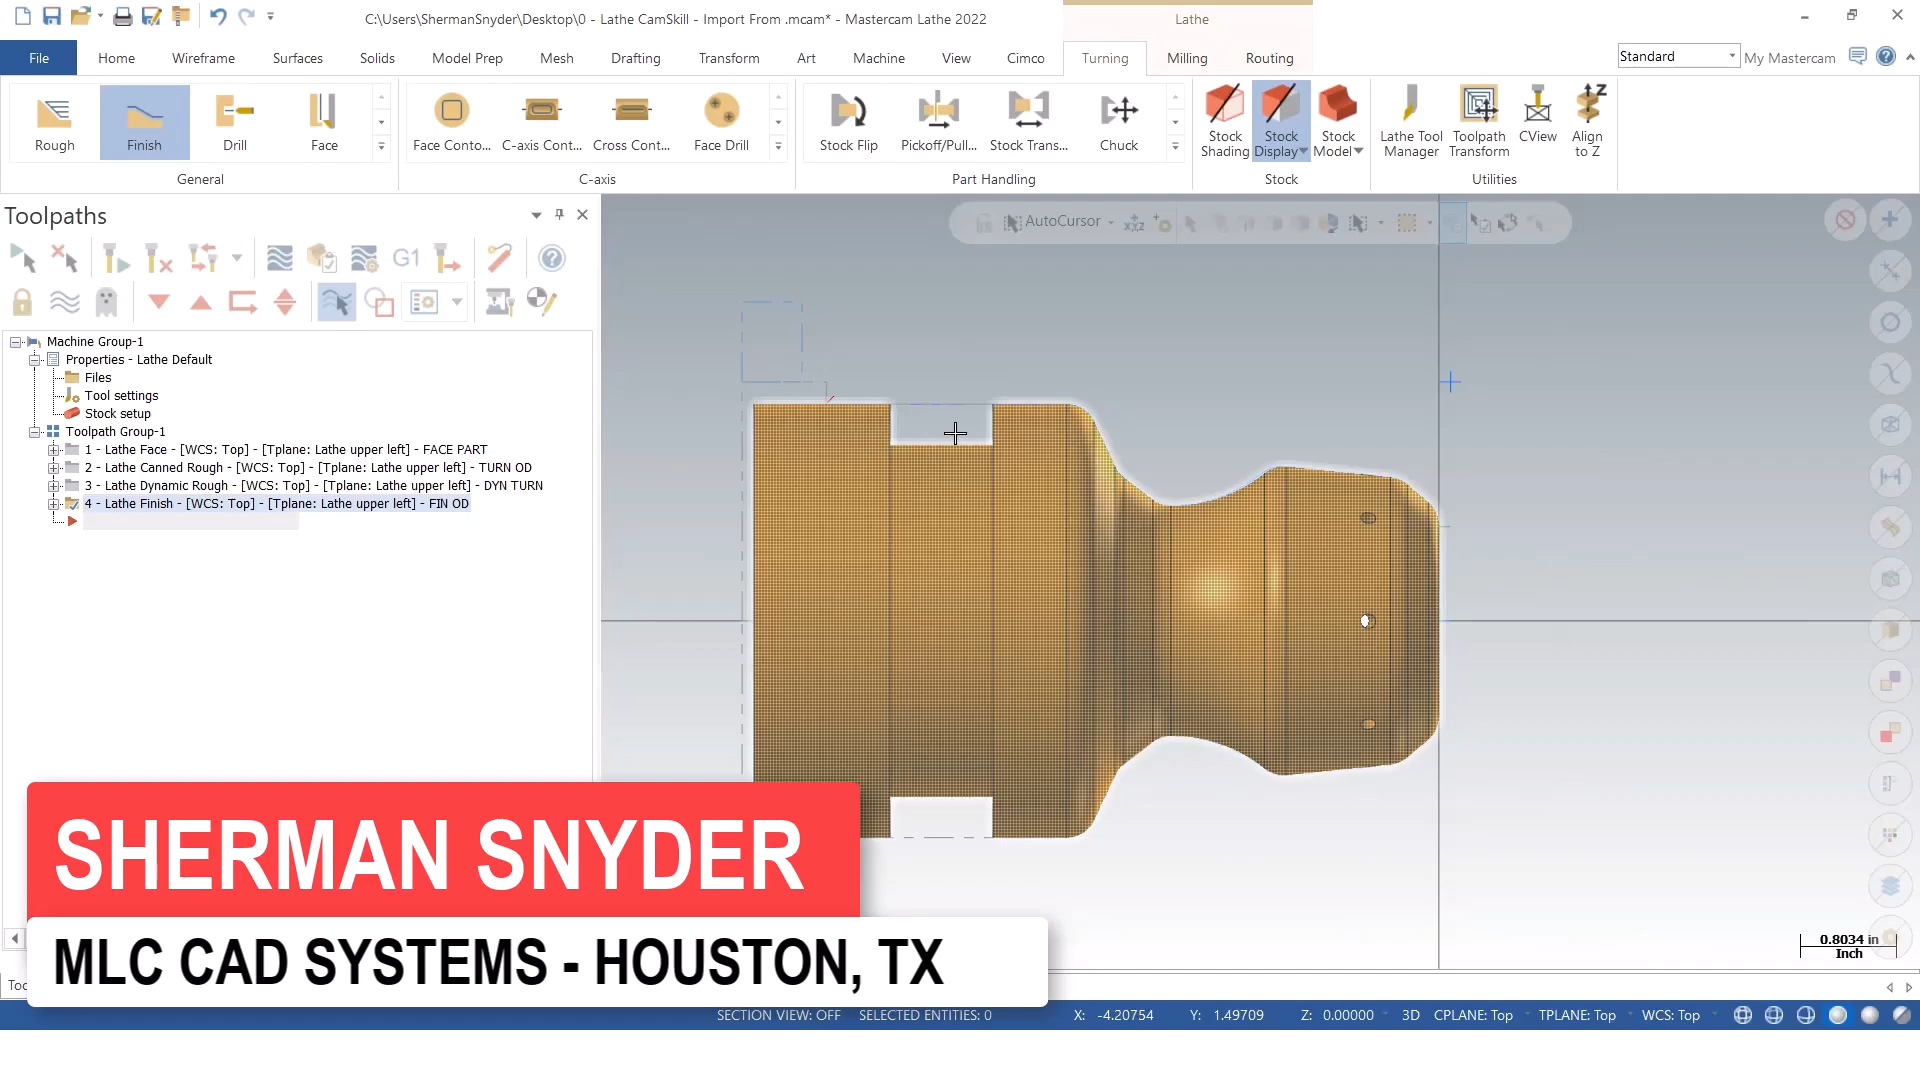 C:\Users\ShermanSnyder\Desktop\0 - Lathe CamSkill - Import From .mcam* - Mastercam Lathe 2022
Lathe
File Home Wireframe Surfaces Solids Model Prep Mesh Drafting Transform Art Machine View Cimco Turning Milling Routing
Standard My Mastercam
Rough Finish Drill Face
General
Face Conto... C-axis Cont... Cross Cont... Face Drill
C-axis
Stock Flip Pickoff/Pull... Stock Trans... Chuck
Part Handling
Stock Shading Stock Display Stock Model
Stock
Lathe Tool Manager Toolpath Transform CView Align to Z
Utilities
Toolpaths
AutoCursor
G1
Machine Group-1
Properties - Lathe Default
Files
Tool settings
Stock setup
Toolpath Group-1
1 - Lathe Face - [WCS: Top] - [Tplane: Lathe upper left] - FACE PART
2 - Lathe Canned Rough - [WCS: Top] - [Tplane: Lathe upper left] - TURN OD
3 - Lathe Dynamic Rough - [WCS: Top] - [Tplane: Lathe upper left] - DYN TURN
4 - Lathe Finish - [WCS: Top] - [Tplane: Lathe upper left] - FIN OD
SHERMAN SNYDER
MLC CAD SYSTEMS - HOUSTON, TX
0.8034 in
Inch
SECTION VIEW: OFF SELECTED ENTITIES: 0 X: -4.20754 Y: 1.49709 Z: 0.00000 3D CPLANE: Top TPLANE: Top WCS: Top